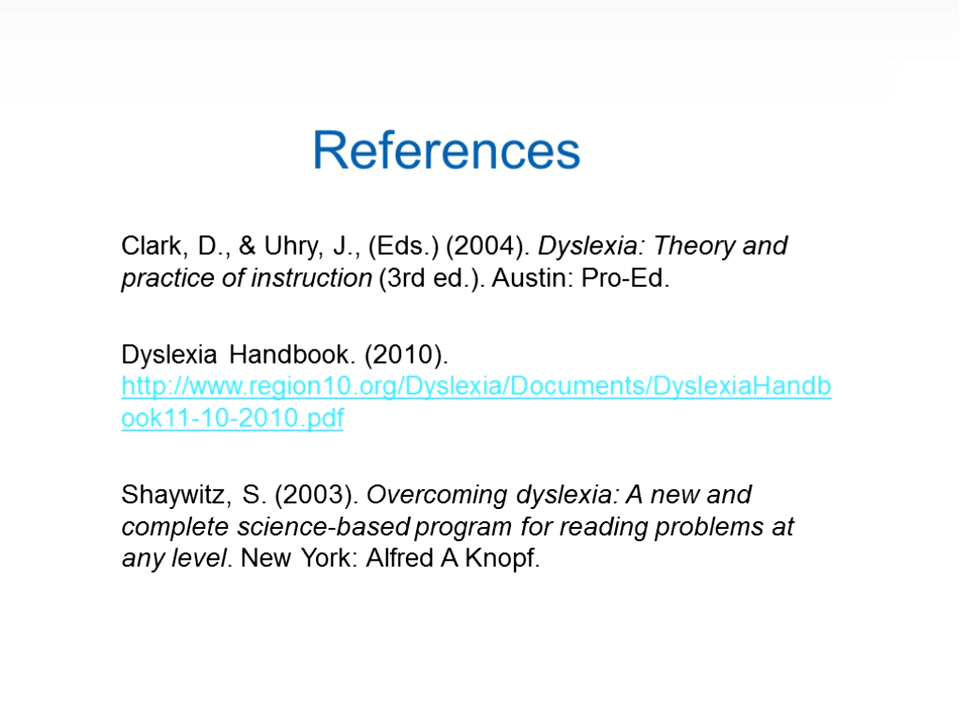 References
Clark, D., & Uhry, J., (Eds.) (2004). Dyslexia: Theory and
practice of instruction (3rd ed.). Austin: Pro-Ed.
Dyslexia Handbook. (2010).
http://www.region10.org/Dyslexia/Documents/DyslexiaHandb
ook11-10-2010.pdf
Shaywitz, S. (2003). Overcoming dyslexia: A new and
complete science-based program for reading problems at
any level. New York: Alfred A Knopf.